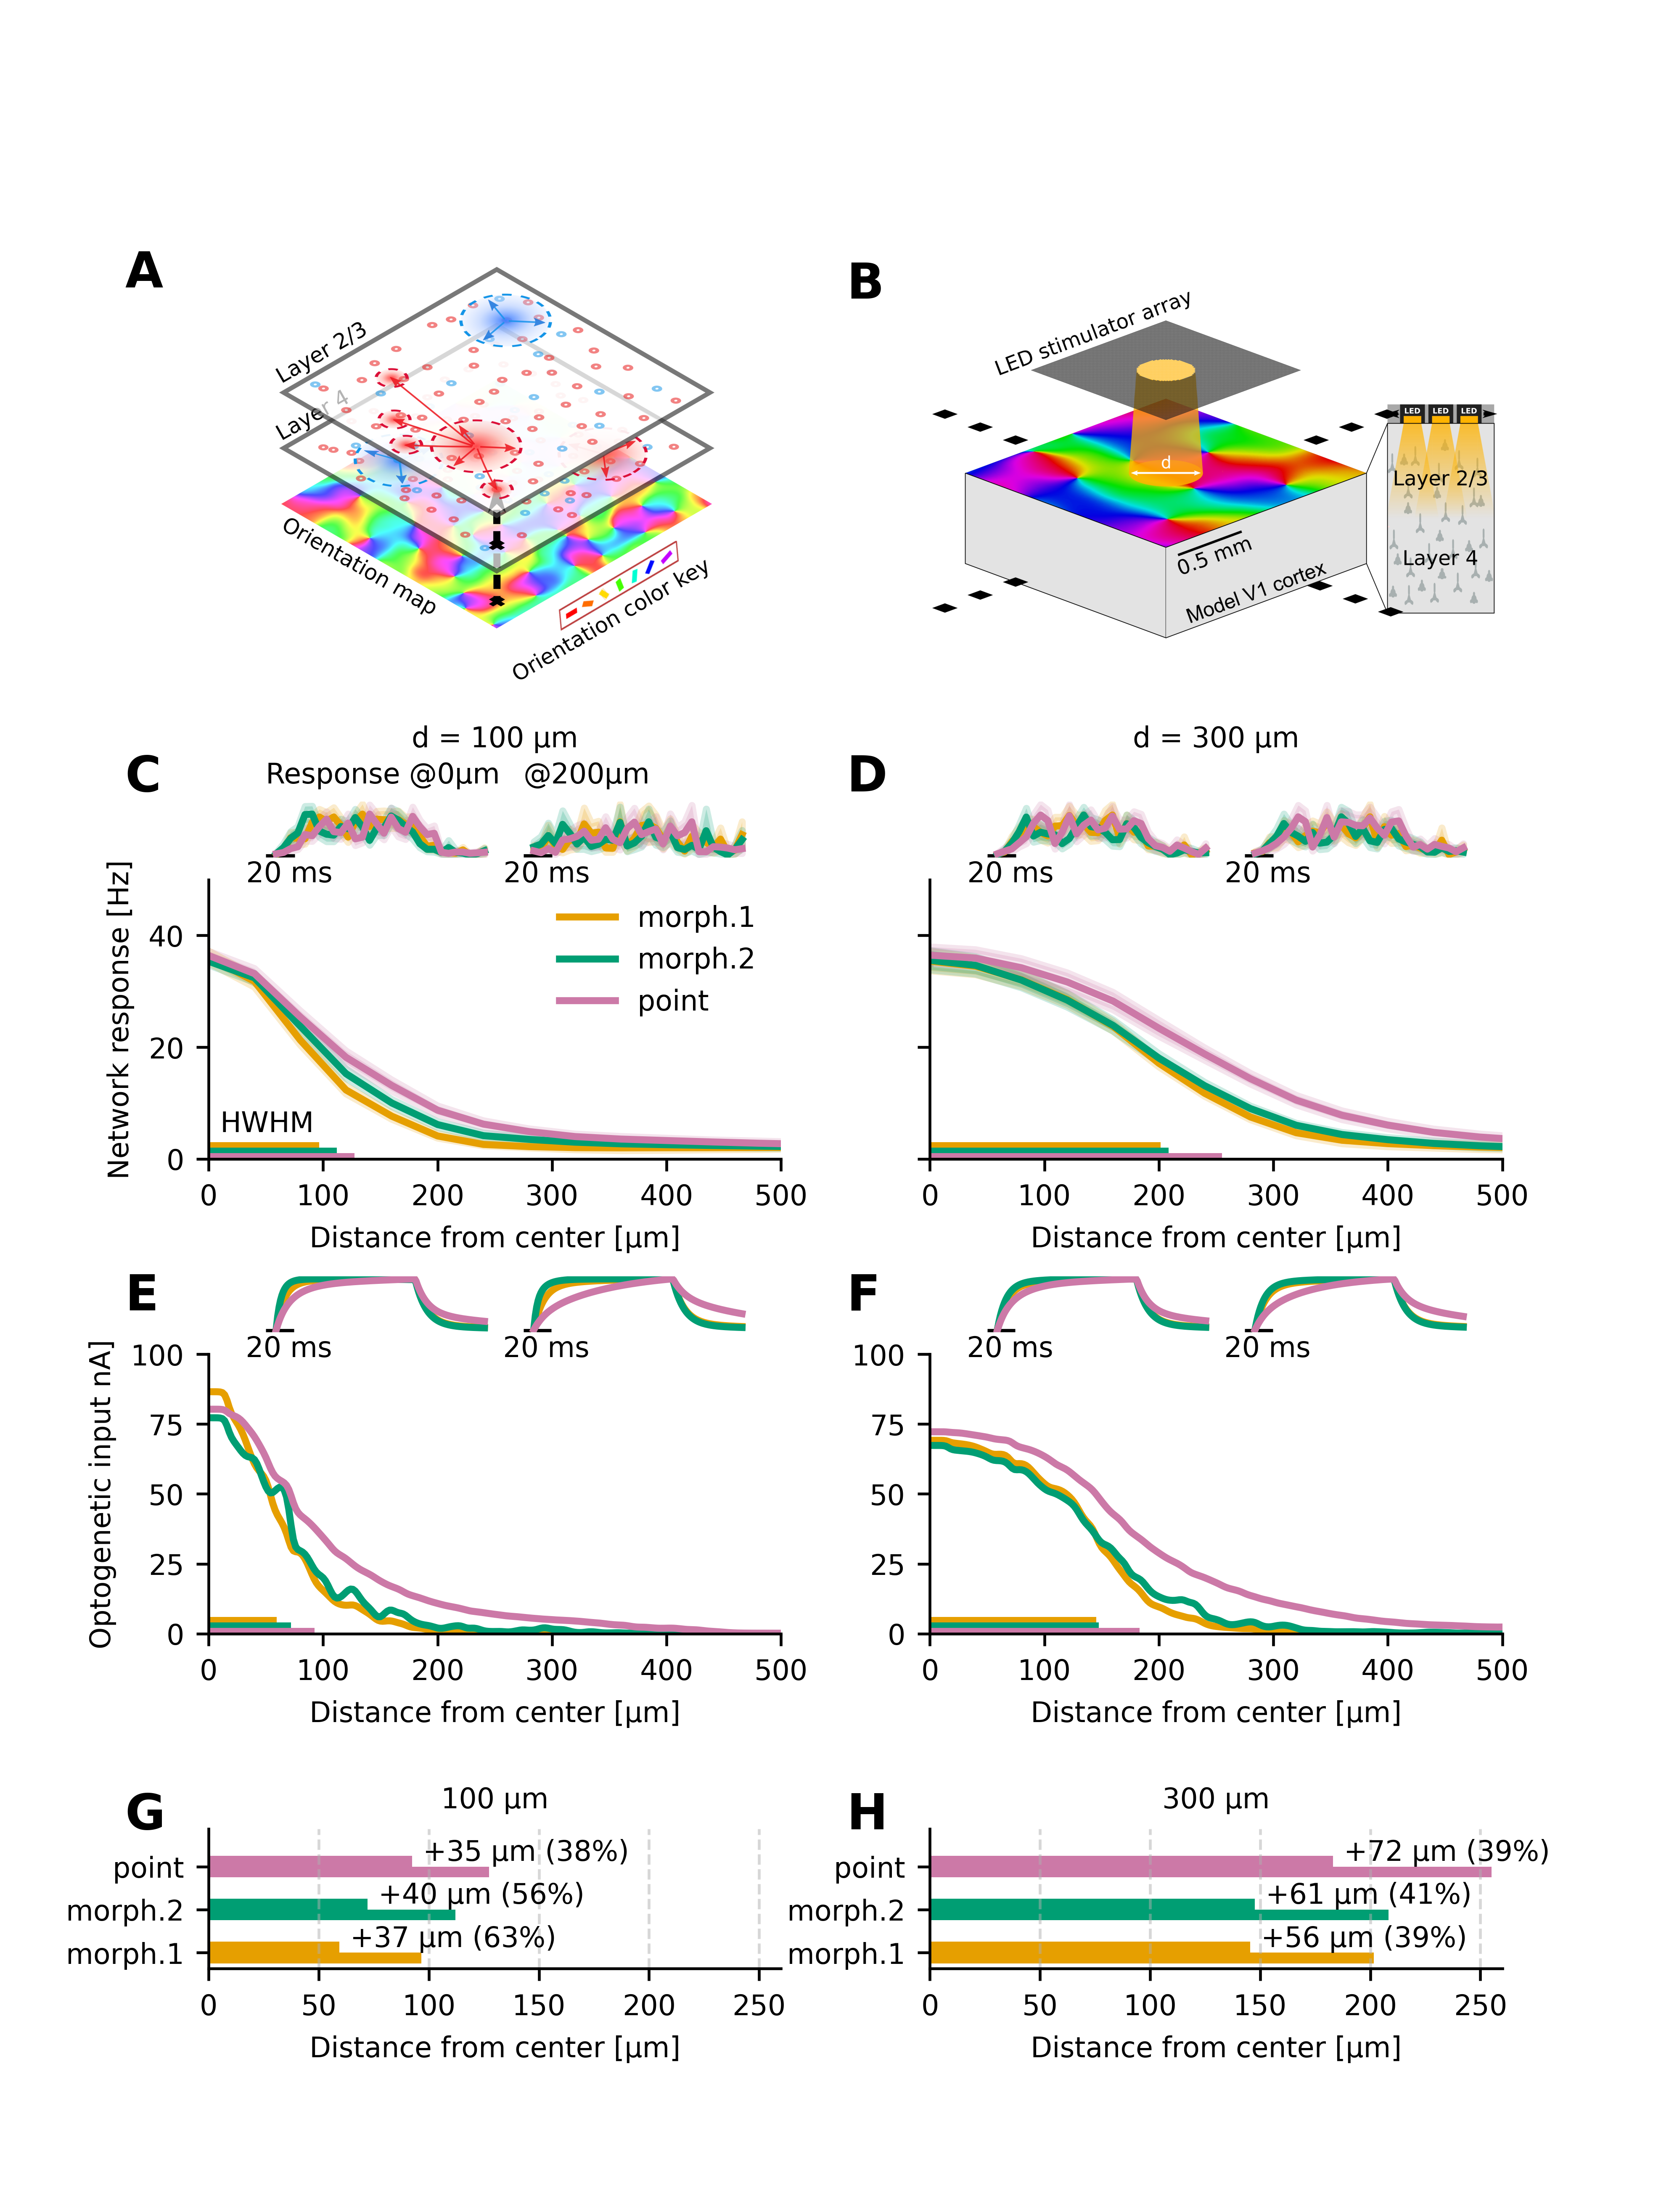 A
Layer 2/3
Layer 4
Orientation map
Orientation color key
B
LED stimulator array
d
0.5 mm
Model V1 cortex
LED LED LED
Layer 2/3
Layer 4
d = 100 µm
C
Response @0µm @200µm
20 ms 20 ms
Network response [Hz]
40
20
0
morph.1
morph.2
point
HWHM
0 100 200 300 400 500
Distance from center [µm]
d = 300 µm
D
20 ms 20 ms
0 100 200 300 400 500
Distance from center [µm]
E
20 ms 20 ms
Optogenetic input nA]
100
75
50
25
0
0 100 200 300 400 500
Distance from center [µm]
F
20 ms 20 ms
100
75
50
25
0
0 100 200 300 400 500
Distance from center [µm]
G
100 µm
point
+35 µm (38%)
morph.2
+40 µm (56%)
morph.1
+37 µm (63%)
0 50 100 150 200 250
Distance from center [µm]
H
300 µm
point
+72 µm (39%)
morph.2
+61 µm (41%)
morph.1
+56 µm (39%)
0 50 100 150 200 250
Distance from center [µm]